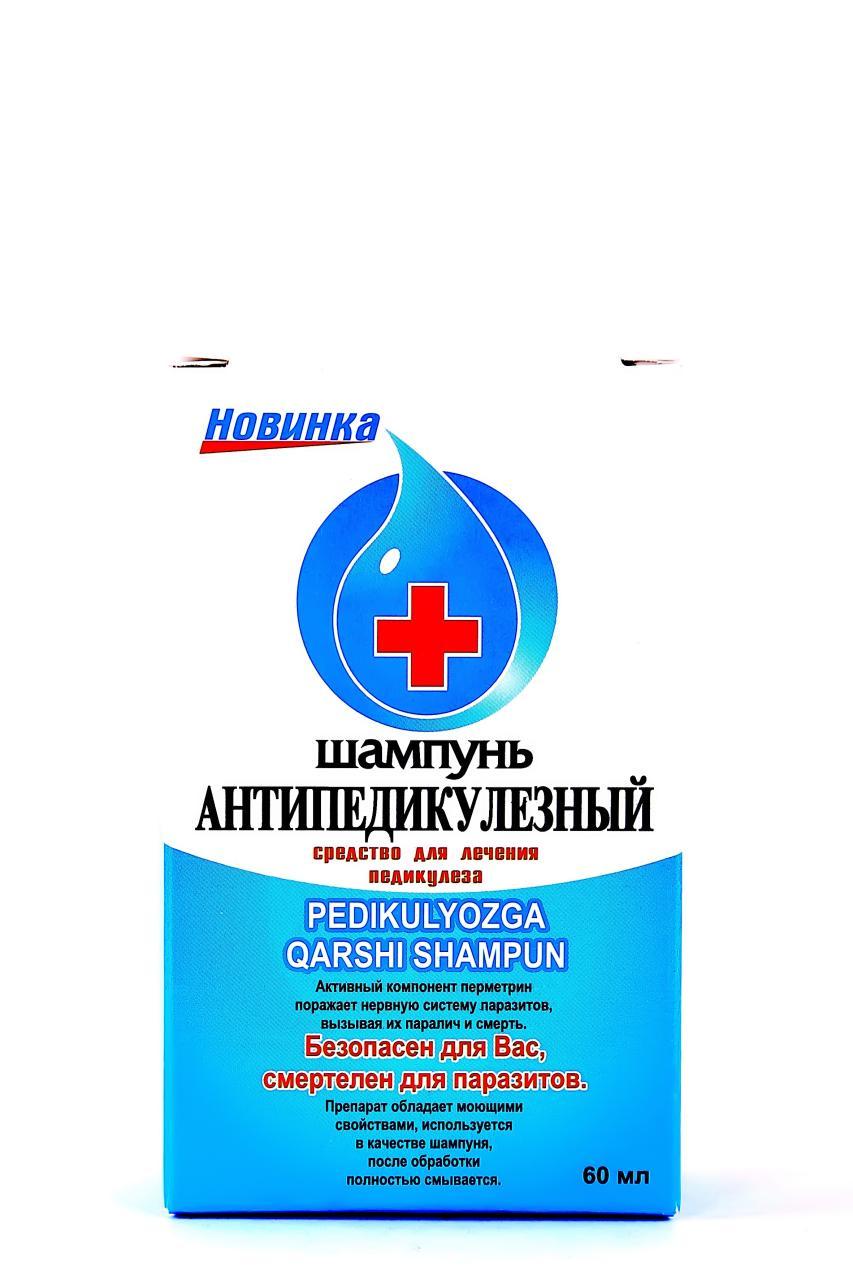 Новинка
шампунь
АНТИПЕДИКУЛЕЗНЫЙ
средство для лечения
педикулеза
PEDIKULYOZGA
QARSHI SHAMPUN
Активный компонент перметрин
поражает нервную систему паразитов,
вызывая их паралич и смерть.
Безопасен для Вас,
смертелен для паразитов.
Препарат обладает моющими
свойствами, используется
в качестве шампуня,
после обработки
полностью смывается.
60 мл